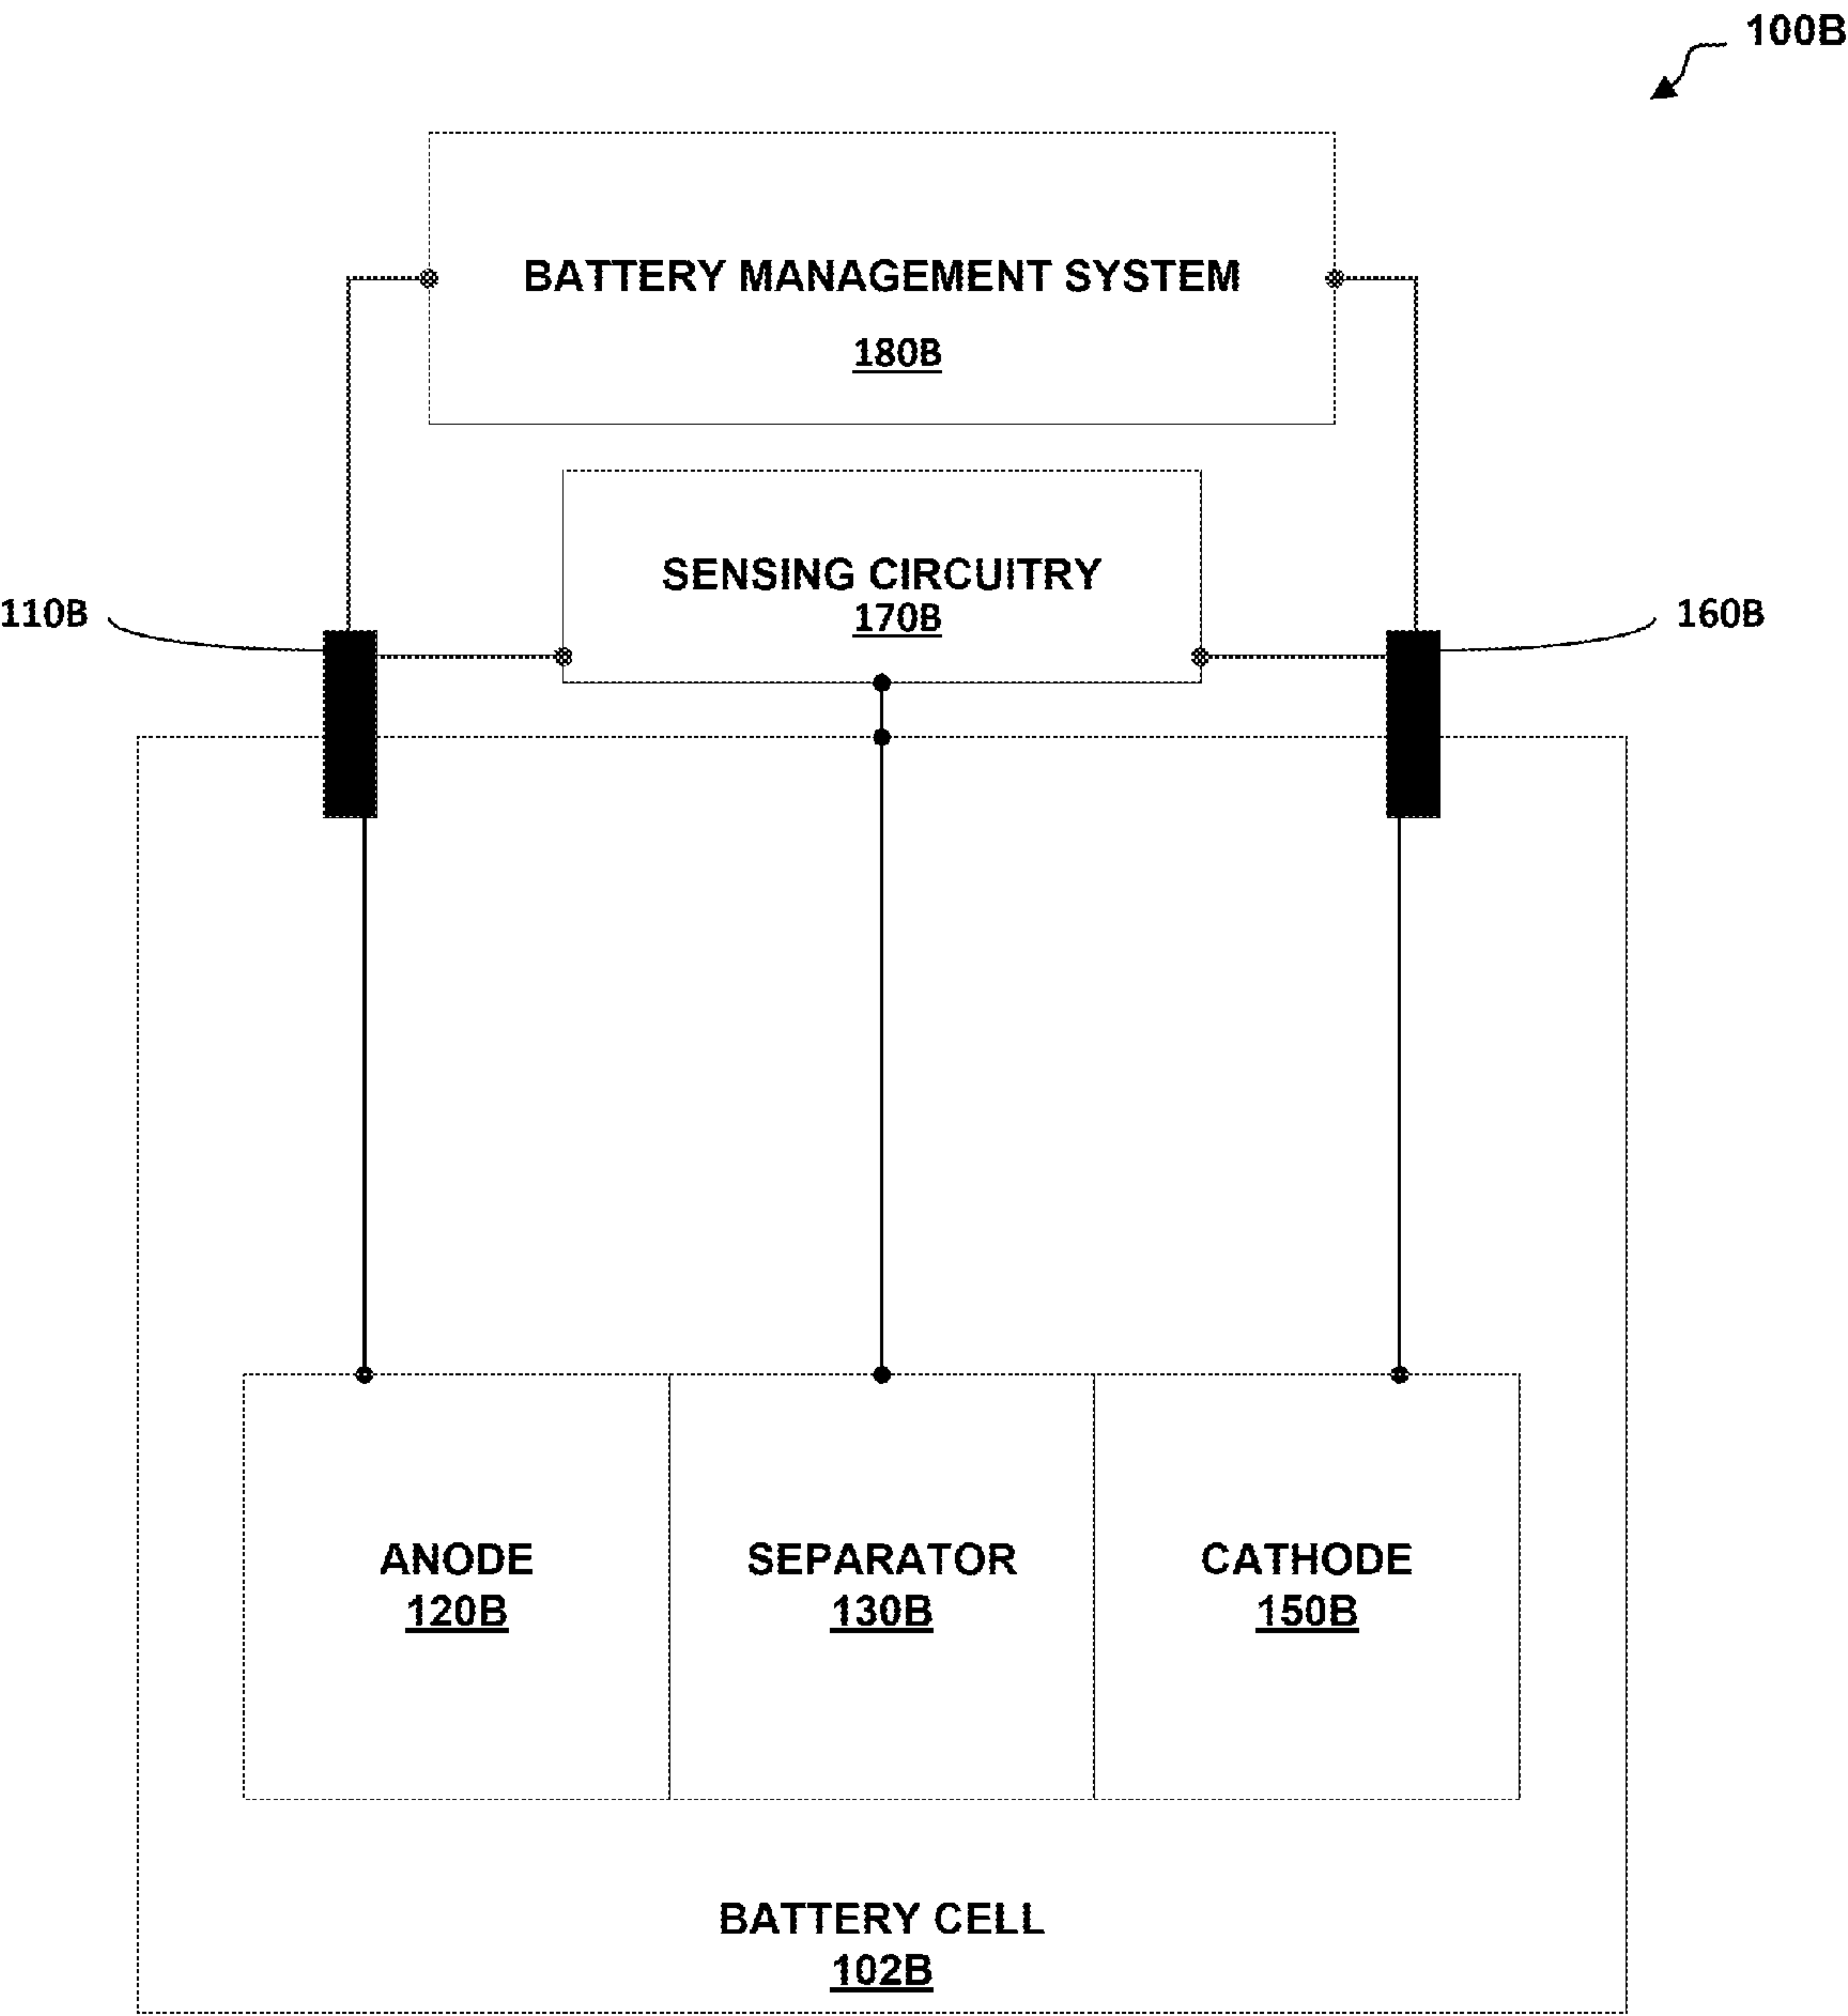 100B
BATTERY MANAGEMENT SYSTEM
180B
SENSING CIRCUITRY
170B
110B
160B
ANODE
120B
SEPARATOR
130B
CATHODE
150B
BATTERY CELL
102B